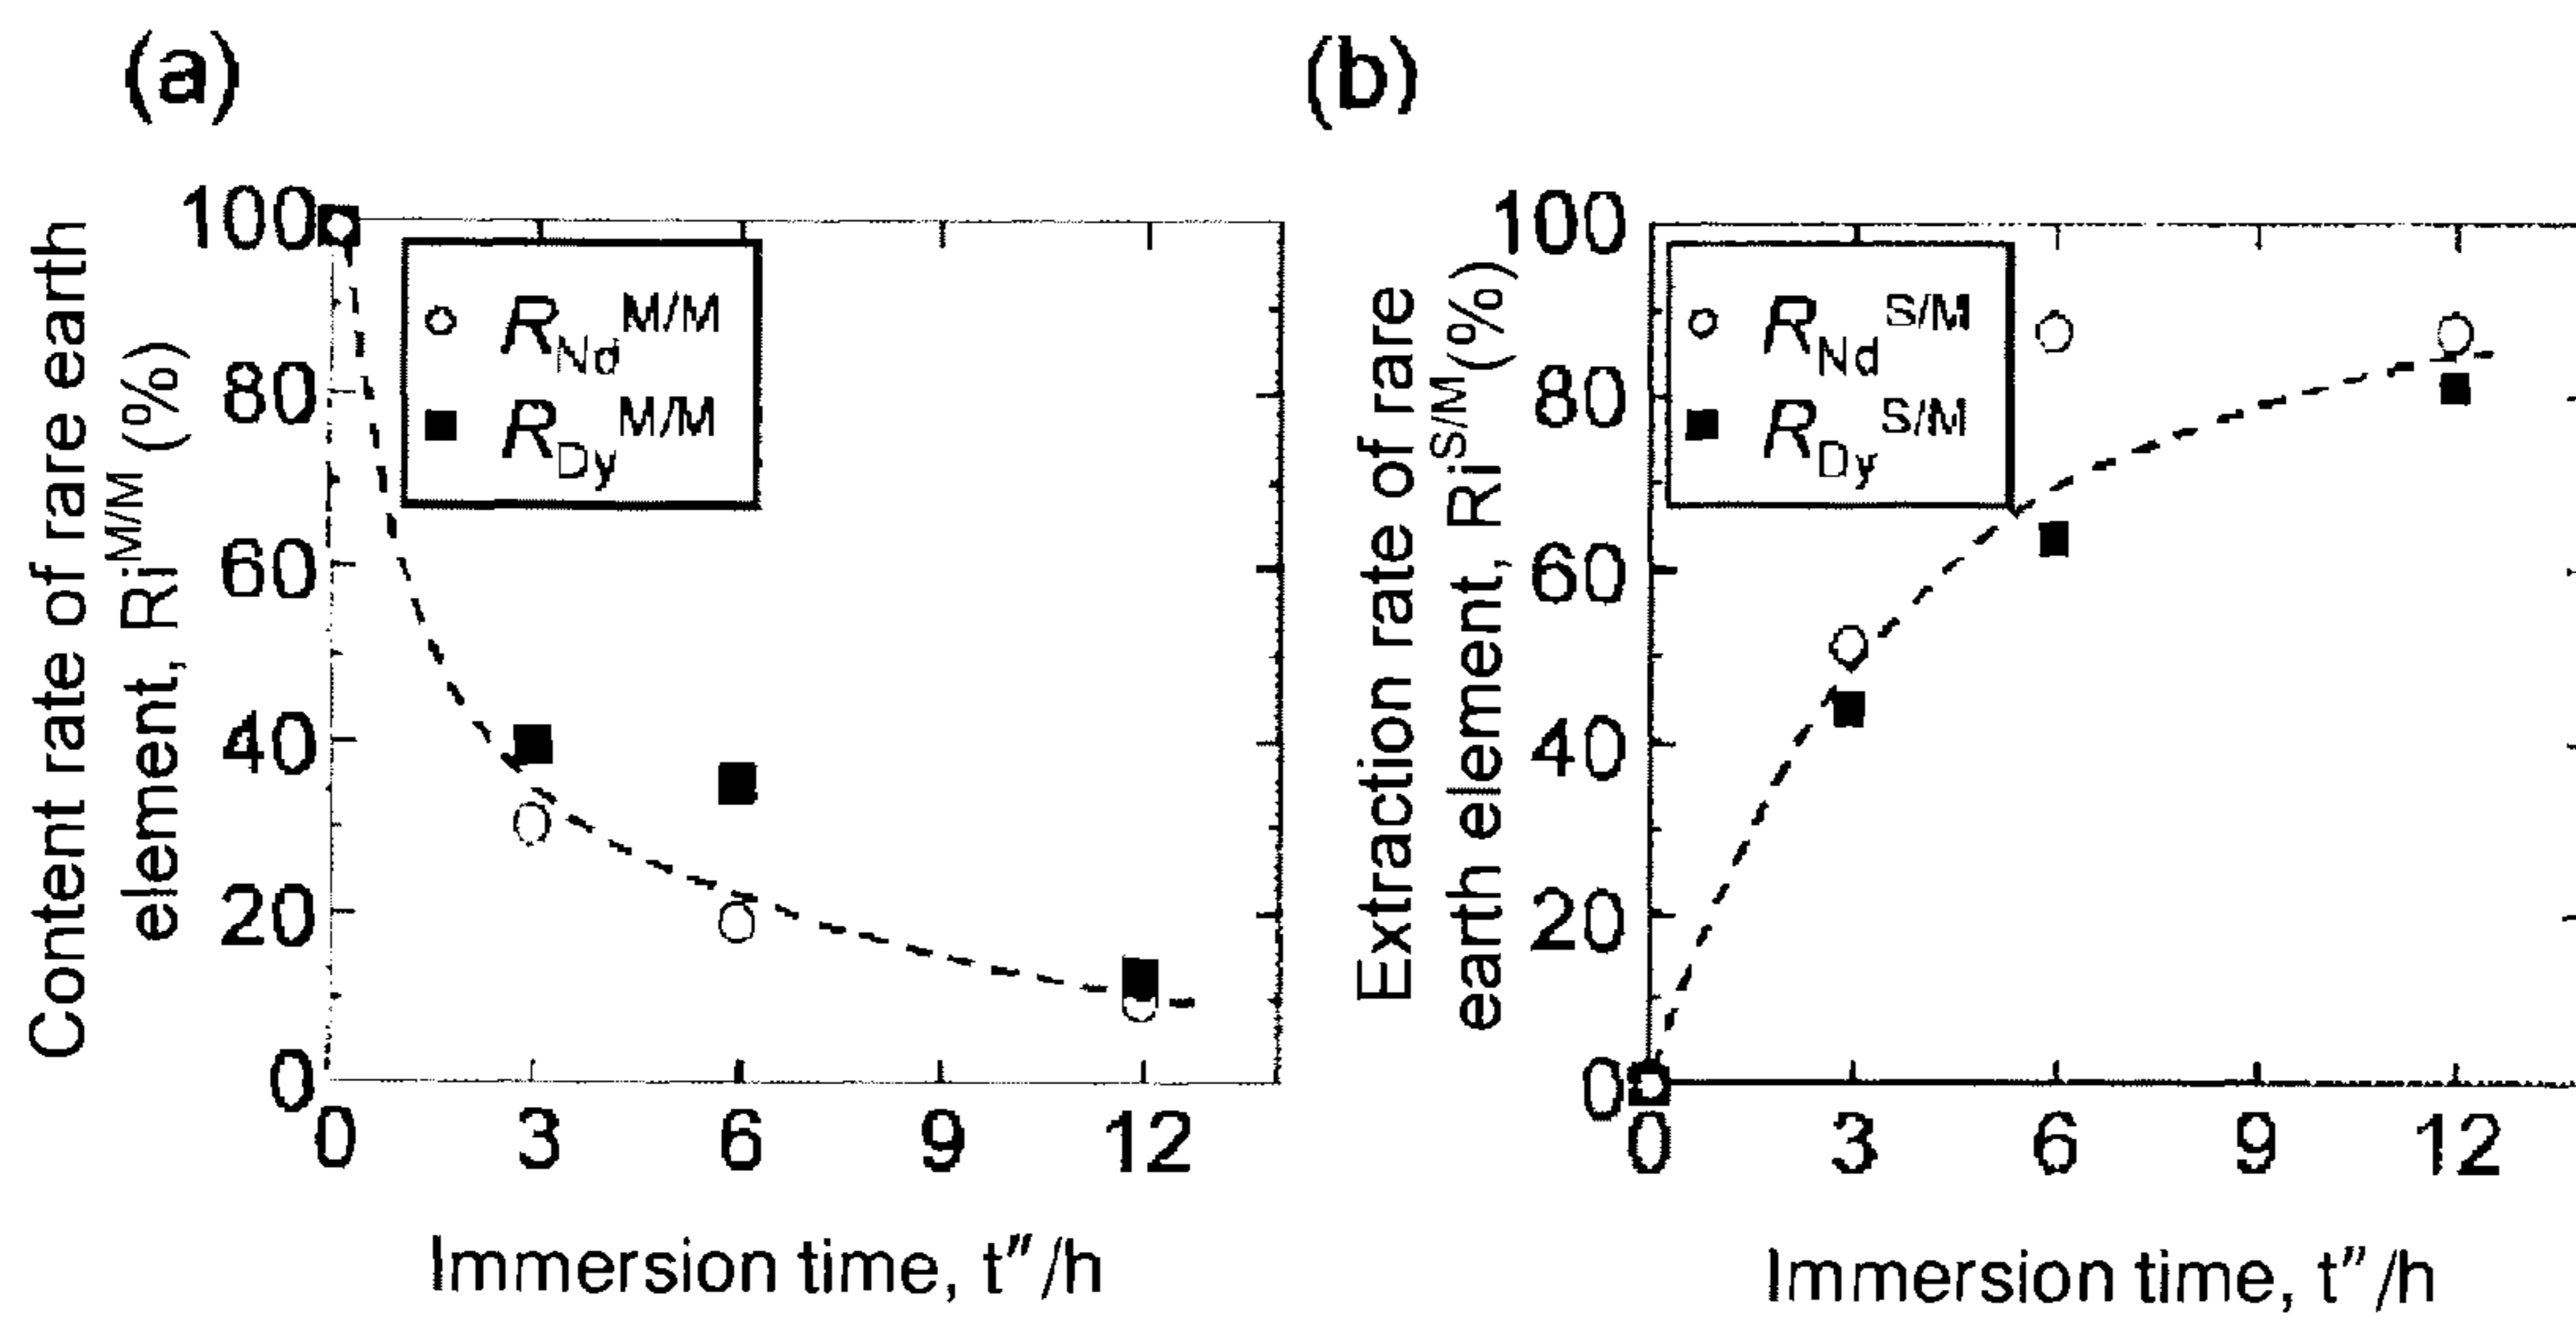 (a)
Content rate of rare earth
element, Ri^M/M (%)
100
80
60
40
20
0
R_Nd^M/M
R_Dy^M/M
0 3 6 9 12
Immersion time, t″/h
(b)
Extraction rate of rare
earth element, Ri^S/M (%)
100
80
60
40
20
0
R_Nd^S/M
R_Dy^S/M
0 3 6 9 12
Immersion time, t″/h